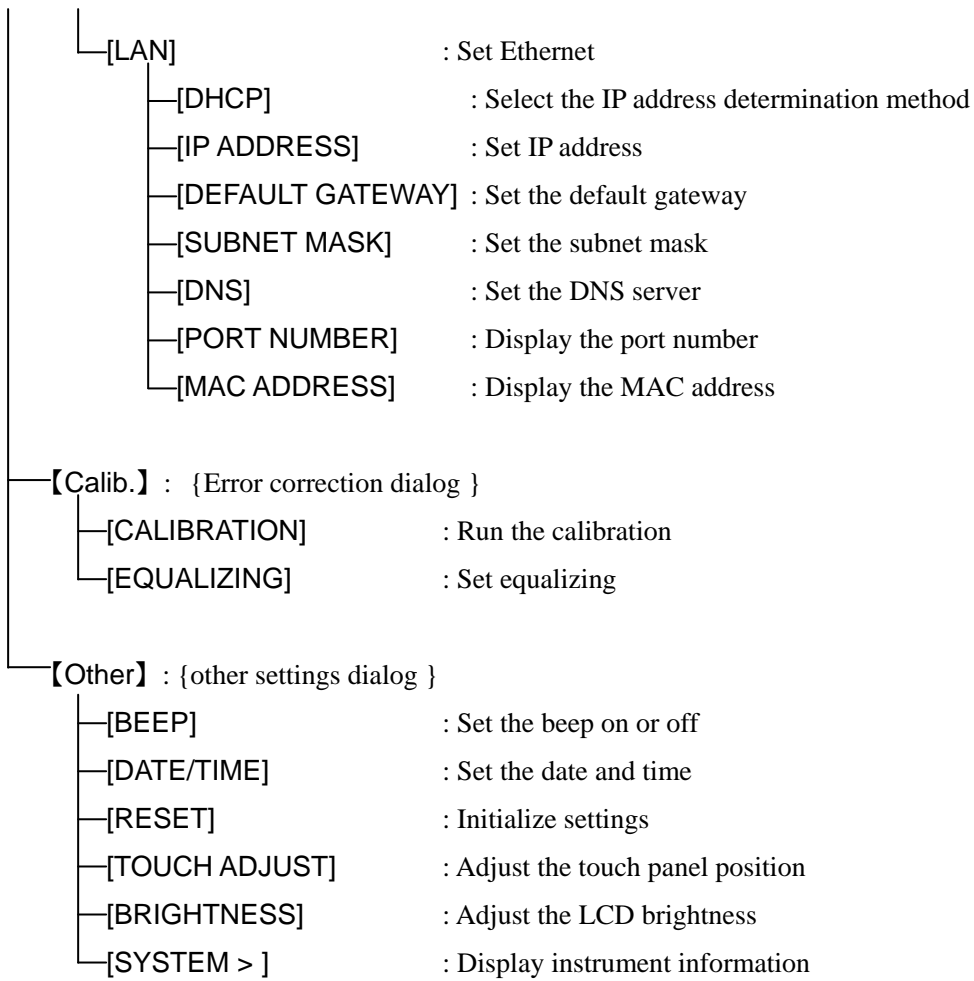 [LAN] : Set Ethernet
[DHCP] : Select the IP address determination method
[IP ADDRESS] : Set IP address
[DEFAULT GATEWAY] : Set the default gateway
[SUBNET MASK] : Set the subnet mask
[DNS] : Set the DNS server
[PORT NUMBER] : Display the port number
[MAC ADDRESS] : Display the MAC address
【Calib.】: {Error correction dialog }
[CALIBRATION] : Run the calibration
[EQUALIZING] : Set equalizing
【Other】: {other settings dialog }
[BEEP] : Set the beep on or off
[DATE/TIME] : Set the date and time
[RESET] : Initialize settings
[TOUCH ADJUST] : Adjust the touch panel position
[BRIGHTNESS] : Adjust the LCD brightness
[SYSTEM > ] : Display instrument information